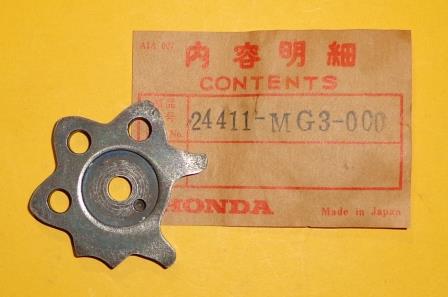 内容明細
CONTENTS
24411-MG3-000
HONDA
Made in Japan